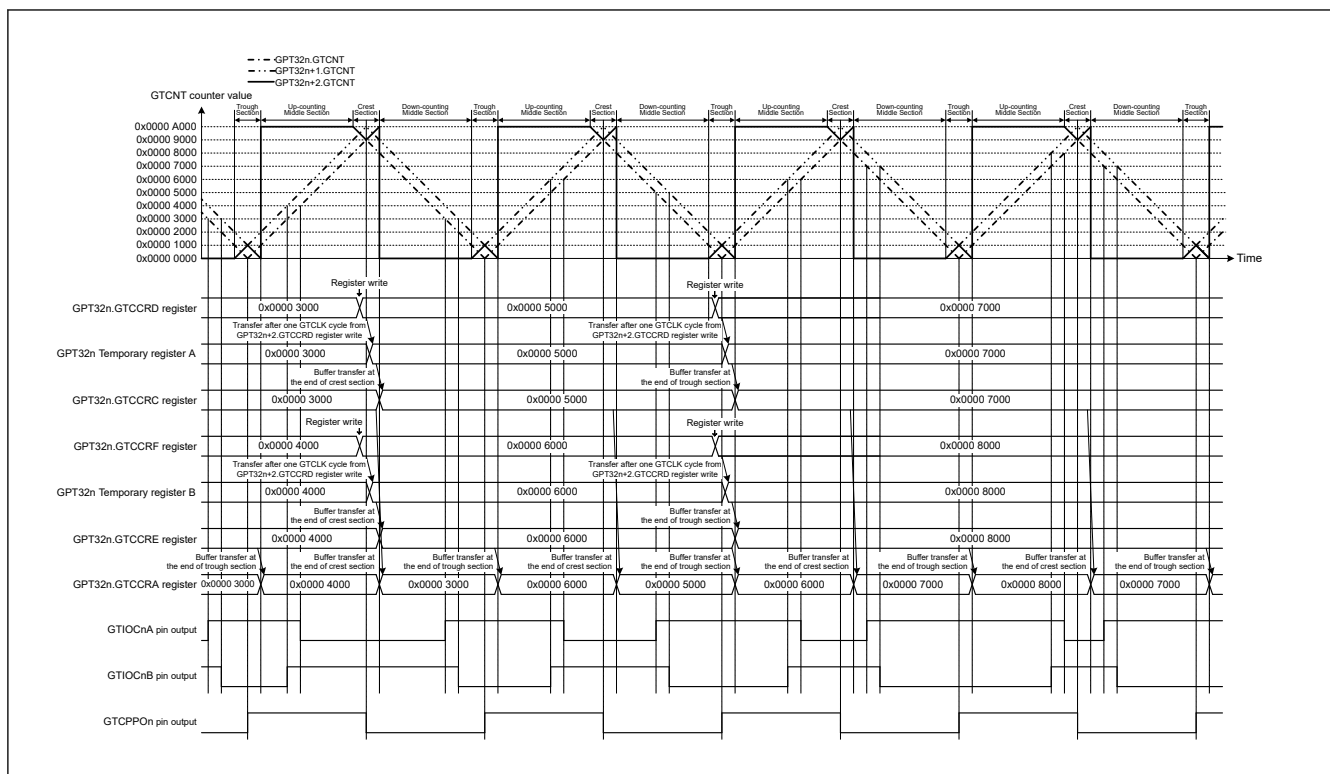 GPT32n.GTCNT
GPT32n+1.GTCNT
GPT32n+2.GTCNT
GTCNT counter value
Trough Section
Up-counting Middle Section
Crest Section
Down-counting Middle Section
Trough Section
Up-counting Middle Section
Crest Section
Down-counting Middle Section
Trough Section
Up-counting Middle Section
Crest Section
Down-counting Middle Section
Trough Section
Up-counting Middle Section
Crest Section
Down-counting Middle Section
Trough Section
0x0000 A000
0x0000 9000
0x0000 8000
0x0000 7000
0x0000 6000
0x0000 5000
0x0000 4000
0x0000 3000
0x0000 2000
0x0000 1000
0x0000 0000
Time
Register write
Register write
GPT32n.GTCCRD register
0x0000 3000
0x0000 5000
0x0000 7000
Transfer after one GTCLK cycle from
GPT32n+2.GTCCRD register write
Transfer after one GTCLK cycle from
GPT32n+2.GTCCRD register write
GPT32n Temporary register A
0x0000 3000
0x0000 5000
0x0000 7000
Buffer transfer at
the end of crest section
Buffer transfer at
the end of trough section
GPT32n.GTCCRC register
0x0000 3000
0x0000 5000
0x0000 7000
Register write
Register write
GPT32n.GTCCRF register
0x0000 4000
0x0000 6000
0x0000 8000
Transfer after one GTCLK cycle from
GPT32n+2.GTCCRD register write
Transfer after one GTCLK cycle from
GPT32n+2.GTCCRD register write
GPT32n Temporary register B
0x0000 4000
0x0000 6000
0x0000 8000
Buffer transfer at
the end of crest section
Buffer transfer at
the end of trough section
GPT32n.GTCCRE register
0x0000 4000
0x0000 6000
0x0000 8000
Buffer transfer at
the end of trough section
Buffer transfer at
the end of crest section
Buffer transfer at
the end of trough section
Buffer transfer at
the end of crest section
Buffer transfer at
the end of trough section
Buffer transfer at
the end of crest section
Buffer transfer at
the end of trough section
Buffer transfer at
the end of crest section
Buffer transfer at
the end of trough section
GPT32n.GTCCRA register
0x0000 3000
0x0000 4000
0x0000 3000
0x0000 6000
0x0000 5000
0x0000 6000
0x0000 7000
0x0000 8000
0x0000 7000
GTIOCnA pin output
GTIOCnB pin output
GTCPPOn pin output